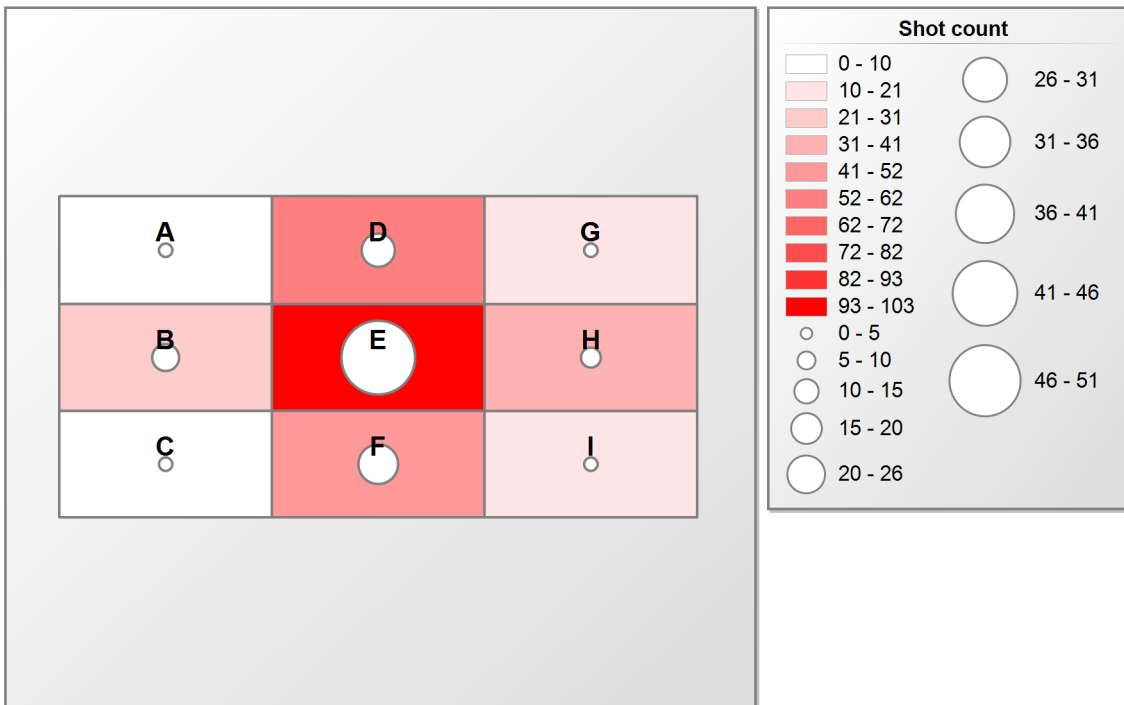 A
D
G
B
E
H
C
F
I
Shot count
0 - 10
10 - 21
21 - 31
31 - 41
41 - 52
52 - 62
62 - 72
72 - 82
82 - 93
93 - 103
0 - 5
5 - 10
10 - 15
15 - 20
20 - 26
26 - 31
31 - 36
36 - 41
41 - 46
46 - 51